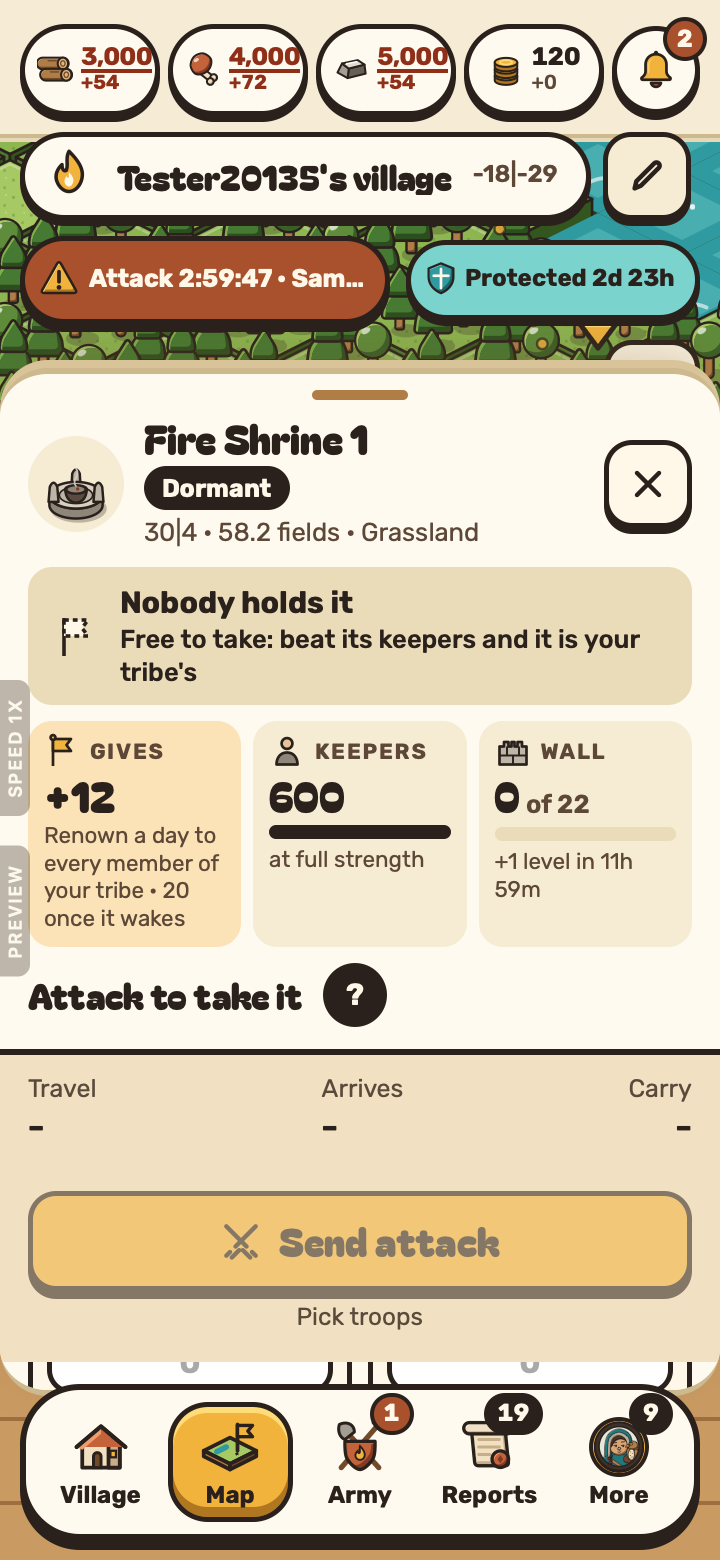 3,000
+54
4,000
+72
5,000
+54
120
+0
2
Tester20135's village
-18|-29
Attack 2:59:47 • Sam...
Protected 2d 23h
Fire Shrine 1
Dormant
30|4 • 58.2 fields • Grassland
Nobody holds it
Free to take: beat its keepers and it is your
tribe's
SPEED 1X
PREVIEW
GIVES
+12
Renown a day to
every member of
your tribe • 20
once it wakes
KEEPERS
600
at full strength
WALL
0 of 22
+1 level in 11h
59m
Attack to take it
?
Travel
Arrives
Carry
-
-
-
Send attack
Pick troops
0
0
Village
Map
1
Army
19
Reports
9
More